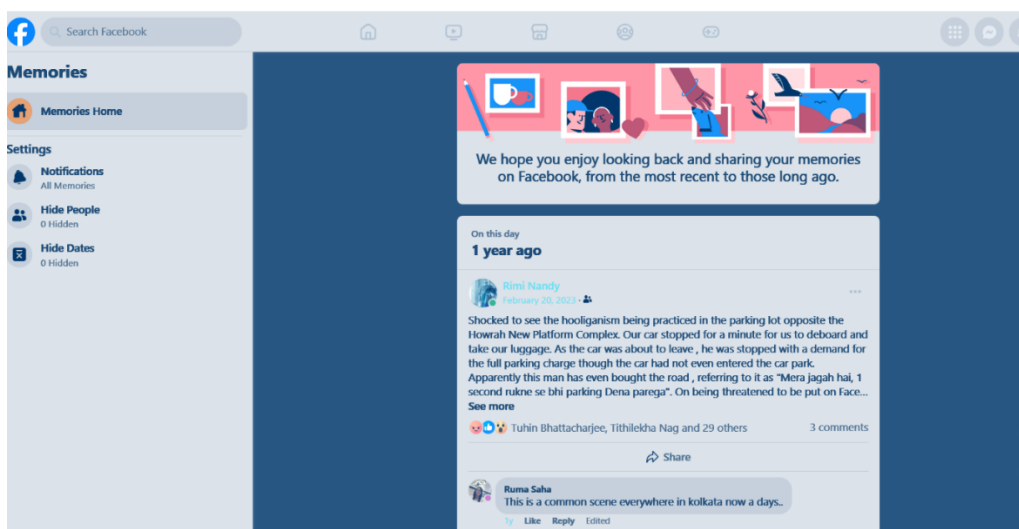 Search Facebook
Memories
Memories Home
Settings
Notifications
All Memories
Hide People
0 Hidden
Hide Dates
0 Hidden
We hope you enjoy looking back and sharing your memories
on Facebook, from the most recent to those long ago.
On this day
1 year ago
Rimi Nandy
February 20, 2023 ·
Shocked to see the hooliganism being practiced in the parking lot opposite the
Howrah New Platform Complex. Our car stopped for a minute for us to deboard and
take our luggage. As the car was about to leave , he was stopped with a demand for
the full parking charge though the car had not even entered the car park.
Apparently this man has even bought the road , referring to it as "Mera jagah hai, 1
second rukne se bhi parking Dena parega". On being threatened to be put on Face...
See more
Tuhin Bhattacharjee, Tithilekha Nag and 29 others
3 comments
Share
Ruma Saha
This is a common scene everywhere in kolkata now a days..
1y Like Reply Edited